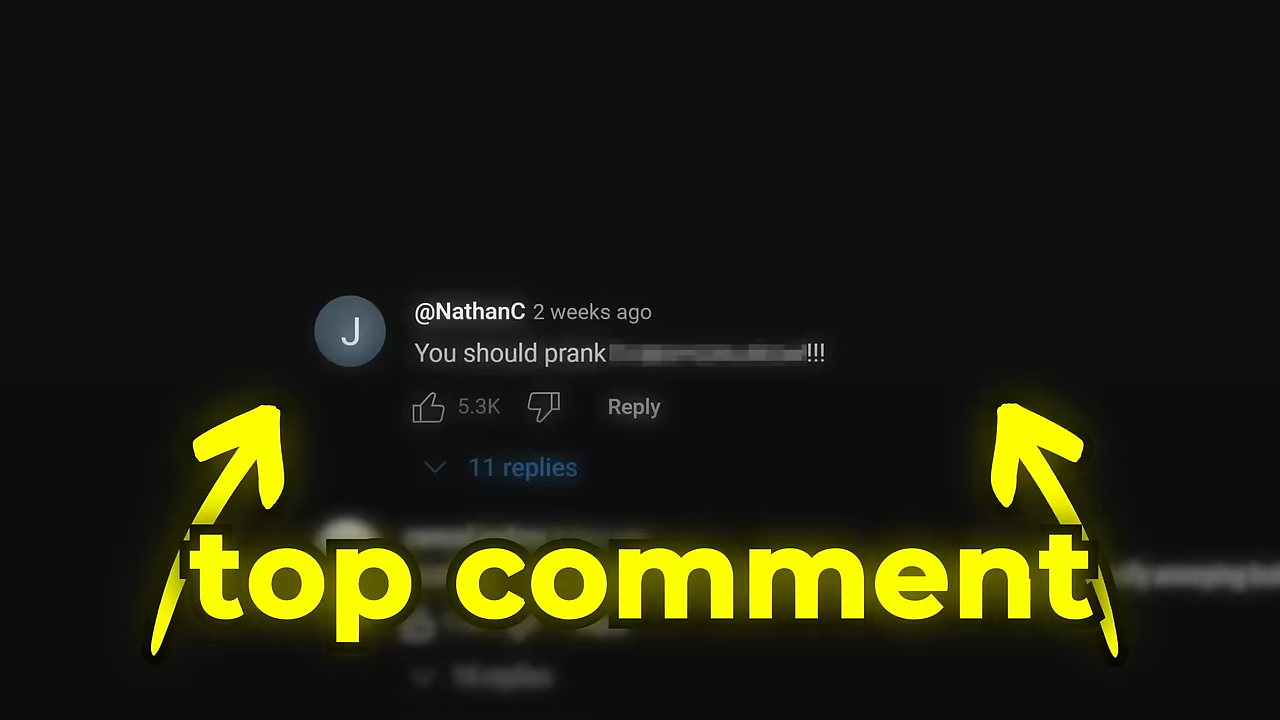 J
@NathanC 2 weeks ago
You should prank !!!
5.3K Reply
11 replies
top comment